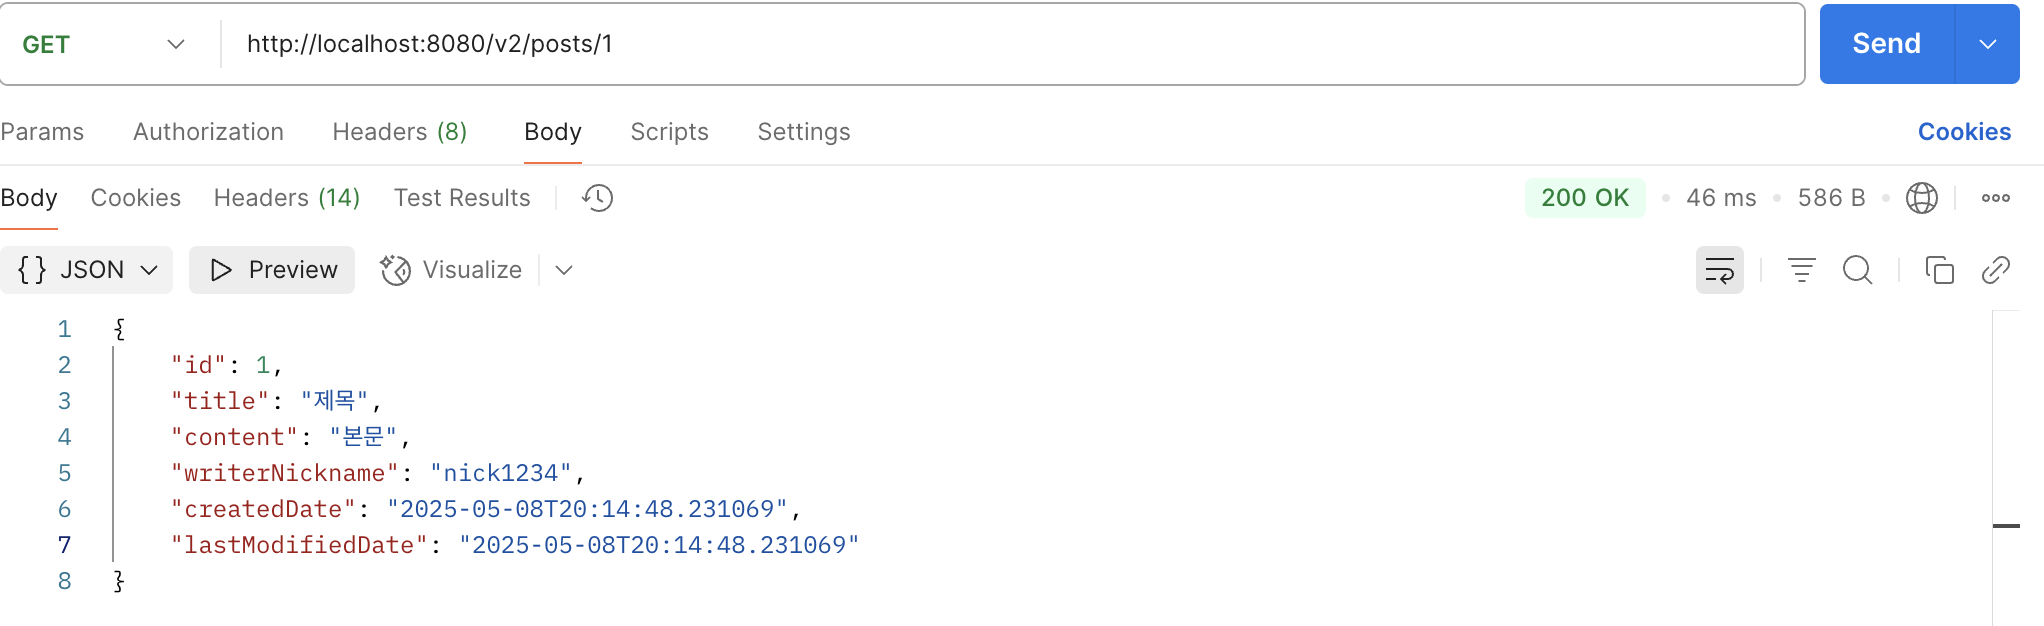 GET http://localhost:8080/v2/posts/1 Send
Params Authorization Headers (8) Body Scripts Settings Cookies
Body Cookies Headers (14) Test Results 200 OK 46 ms 586 B
{} JSON Preview Visualize
1 {
2 "id": 1,
3 "title": "제목",
4 "content": "본문",
5 "writerNickname": "nick1234",
6 "createdDate": "2025-05-08T20:14:48.231069",
7 "lastModifiedDate": "2025-05-08T20:14:48.231069"
8 }